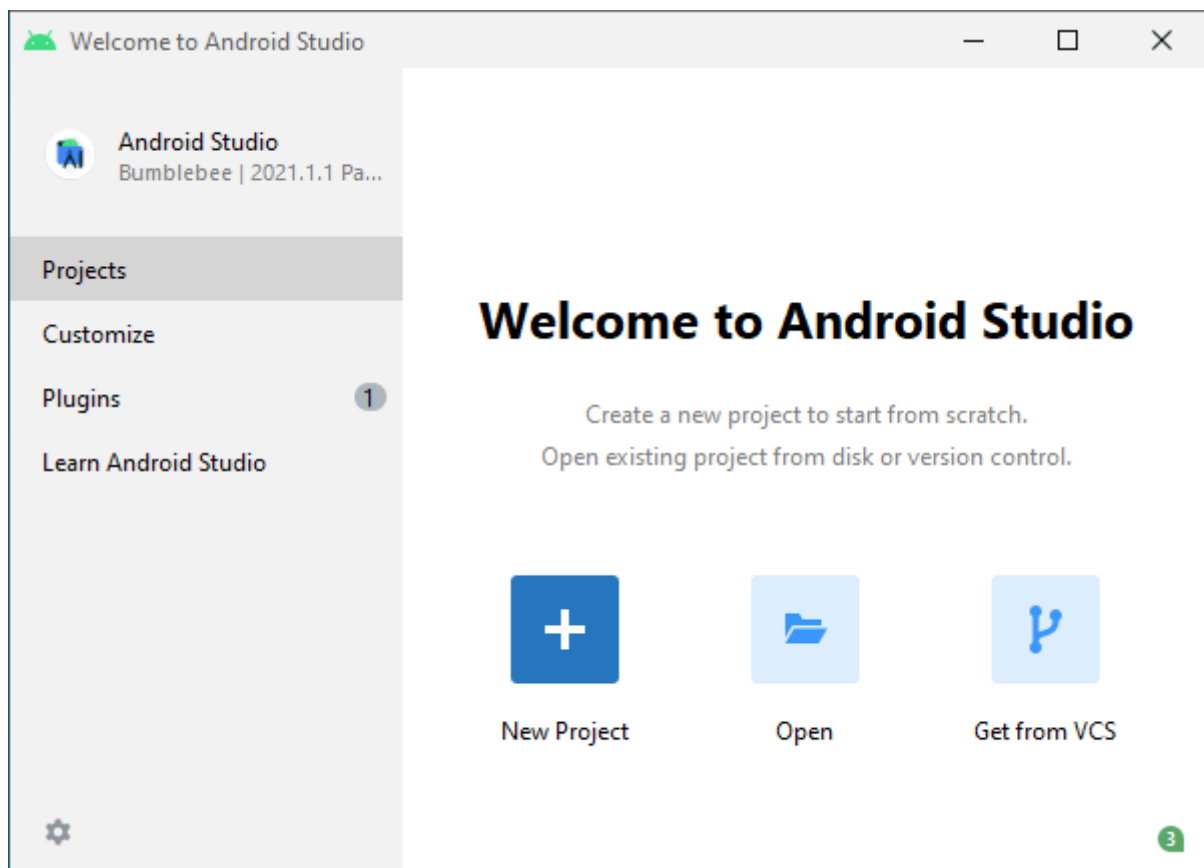 Welcome to Android Studio
Android Studio
Bumblebee | 2021.1.1 Pa...
Projects
Customize
Plugins 1
Learn Android Studio
Welcome to Android Studio
Create a new project to start from scratch.
Open existing project from disk or version control.
New Project
Open
Get from VCS
3